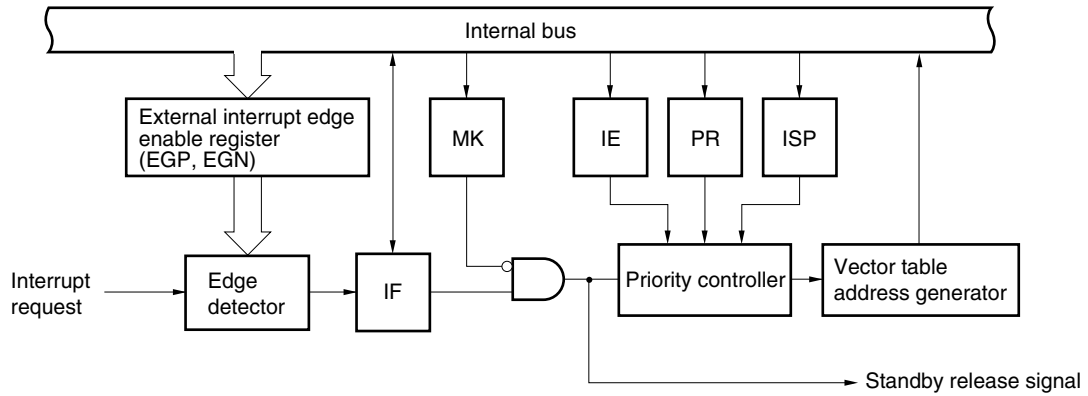 Internal bus
External interrupt edge
enable register
(EGP, EGN)
MK
IE
PR
ISP
Interrupt
request
Edge
detector
IF
Priority controller
Vector table
address generator
Standby release signal